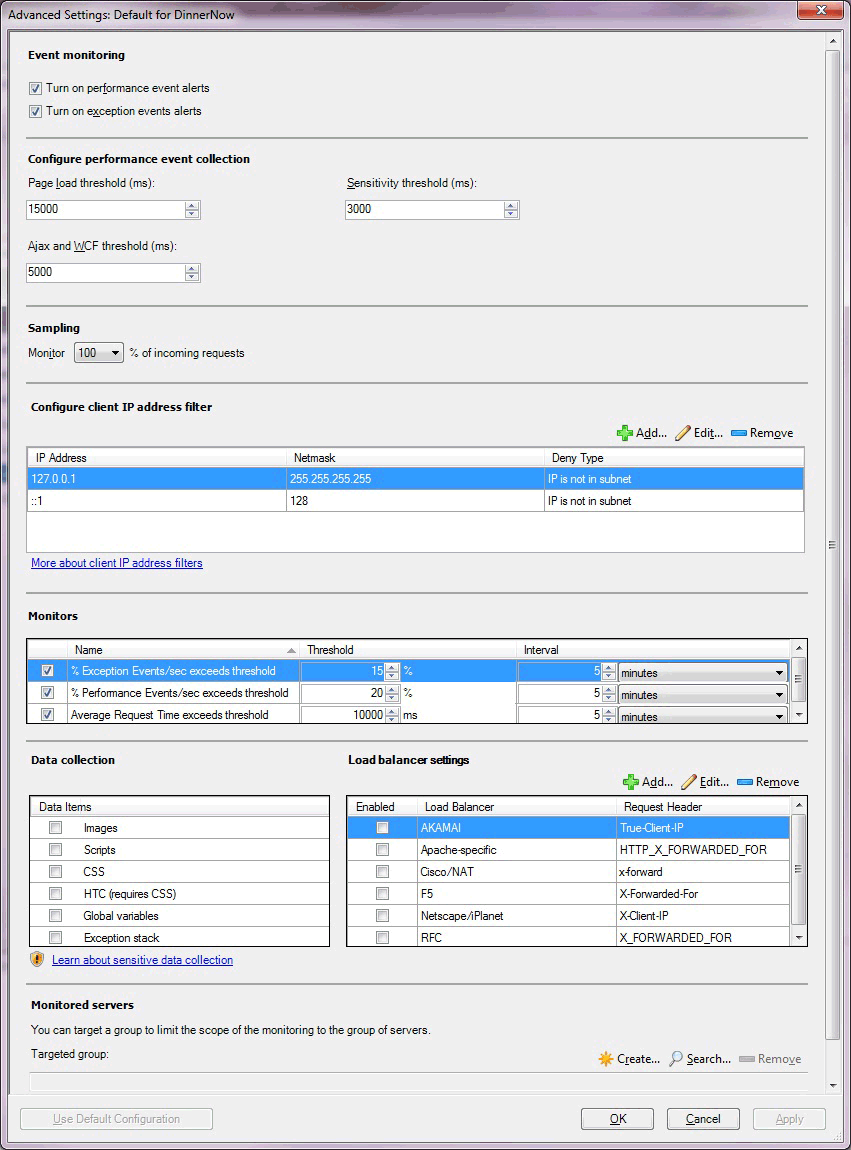 Advanced Settings: Default for DinnerNow
Event monitoring
Turn on performance event alerts
Turn on exception events alerts
Configure performance event collection
Page load threshold (ms): Sensitivity threshold (ms):
15000 3000
Ajax and WCF threshold (ms):
5000
Sampling
Monitor 100 % of incoming requests
Configure client IP address filter
Add... Edit... Remove
IP Address Netmask Deny Type
127.0.0.1 255.255.255.255 IP is not in subnet
::1 128 IP is not in subnet
More about client IP address filters
Monitors
Name Threshold Interval
% Exception Events/sec exceeds threshold 15 % 5 minutes
% Performance Events/sec exceeds threshold 20 % 5 minutes
Average Request Time exceeds threshold 10000 ms 5 minutes
Data collection Load balancer settings
Add... Edit... Remove
Data Items Enabled Load Balancer Request Header
Images AKAMAI True-Client-IP
Scripts Apache-specific HTTP_X_FORWARDED_FOR
CSS Cisco/NAT x-forward
HTC (requires CSS) F5 X-Forwarded-For
Global variables Netscape/iPlanet X-Client-IP
Exception stack RFC X_FORWARDED_FOR
Learn about sensitive data collection
Monitored servers
You can target a group to limit the scope of the monitoring to the group of servers.
Targeted group: Create... Search... Remove
Use Default Configuration OK Cancel Apply